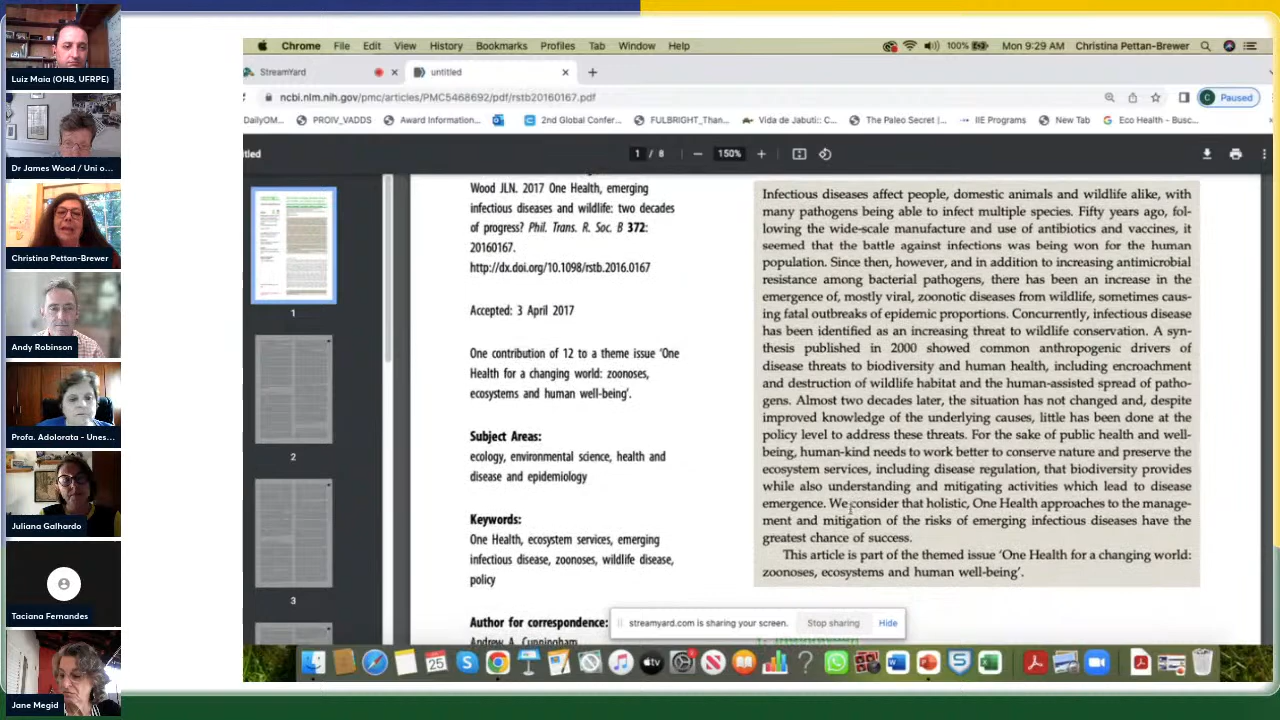 Luiz Maia (OHB, UFRPE)
Dr James Wood / Uni o...
Christina Pettan-Brewer
Andy Robinson
Profa. Adolorata - Unes...
Juliana Galhardo
Taciana Fernandes
Jane Megid
Chrome File Edit View History Bookmarks Profiles Tab Window Help
100% Mon 9:29 AM Christina Pettan-Brewer
StreamYard
untitled
ncbi.nlm.nih.gov/pmc/articles/PMC5468692/pdf/rstb20160167.pdf
C Paused
DailyOM...
PROIV_VADDS
Award Information...
2nd Global Confer...
FULBRIGHT_Than...
Vida de Jabuti:: C...
The Paleo Secret |...
IIE Programs
New Tab
Eco Health - Busc...
tled
1 / 8
150%
1
2
3
Wood JLN. 2017 One Health, emerging
infectious diseases and wildlife: two decades
of progress? Phil. Trans. R. Soc. B 372:
20160167.
http://dx.doi.org/10.1098/rstb.2016.0167
Accepted: 3 April 2017
One contribution of 12 to a theme issue ‘One
Health for a changing world: zoonoses,
ecosystems and human well-being’.
Subject Areas:
ecology, environmental science, health and
disease and epidemiology
Keywords:
One Health, ecosystem services, emerging
infectious disease, zoonoses, wildlife disease,
policy
Author for correspondence:
Andrew A. Cunningham
Infectious diseases affect people, domestic animals and wildlife alike, with
many pathogens being able to infect multiple species. Fifty years ago, fol-
lowing the wide-scale manufacture and use of antibiotics and vaccines, it
seemed that the battle against infections was being won for the human
population. Since then, however, and in addition to increasing antimicrobial
resistance among bacterial pathogens, there has been an increase in the
emergence of, mostly viral, zoonotic diseases from wildlife, sometimes caus-
ing fatal outbreaks of epidemic proportions. Concurrently, infectious disease
has been identified as an increasing threat to wildlife conservation. A syn-
thesis published in 2000 showed common anthropogenic drivers of
disease threats to biodiversity and human health, including encroachment
and destruction of wildlife habitat and the human-assisted spread of patho-
gens. Almost two decades later, the situation has not changed and, despite
improved knowledge of the underlying causes, little has been done at the
policy level to address these threats. For the sake of public health and well-
being, human-kind needs to work better to conserve nature and preserve the
ecosystem services, including disease regulation, that biodiversity provides
while also understanding and mitigating activities which lead to disease
emergence. We consider that holistic, One Health approaches to the manage-
ment and mitigation of the risks of emerging infectious diseases have the
greatest chance of success.
This article is part of the themed issue ‘One Health for a changing world:
zoonoses, ecosystems and human well-being’.
streamyard.com is sharing your screen.
Stop sharing
Hide
25
tv